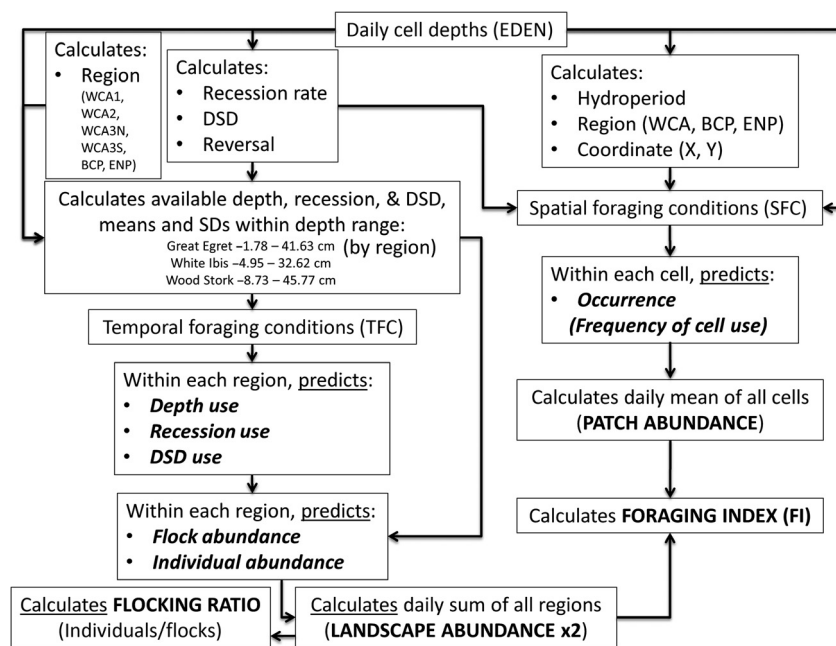 Daily cell depths (EDEN)
Calculates:
• Region
(WCA1,
WCA2,
WCA3N,
WCA3S,
BCP, ENP)
Calculates:
• Recession rate
• DSD
• Reversal
Calculates:
• Hydroperiod
• Region (WCA, BCP, ENP)
• Coordinate (X, Y)
Calculates available depth, recession, & DSD,
means and SDs within depth range:
Great Egret −1.78 – 41.63 cm (by region)
White Ibis −4.95 – 32.62 cm
Wood Stork −8.73 – 45.77 cm
Spatial foraging conditions (SFC)
Within each cell, predicts:
• Occurrence
(Frequency of cell use)
Temporal foraging conditions (TFC)
Within each region, predicts:
• Depth use
• Recession use
• DSD use
Calculates daily mean of all cells
(PATCH ABUNDANCE)
Within each region, predicts:
• Flock abundance
• Individual abundance
Calculates FORAGING INDEX (FI)
Calculates FLOCKING RATIO
(Individuals/flocks)
Calculates daily sum of all regions
(LANDSCAPE ABUNDANCE x2)